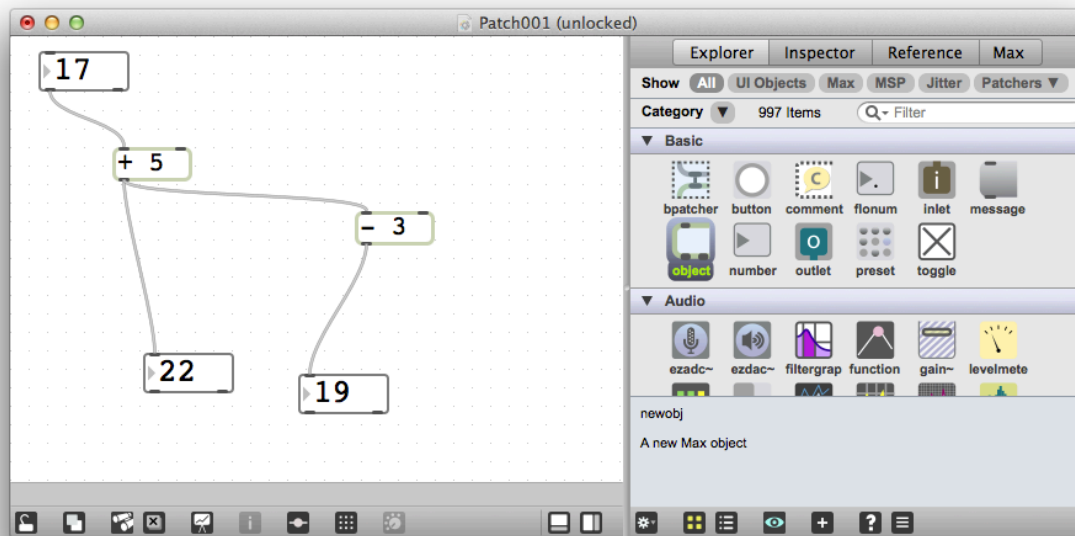 Patch001 (unlocked)
17
+ 5
- 3
22
19
Explorer Inspector Reference Max
Show All UI Objects Max MSP Jitter Patchers ▼
Category ▼ 997 Items Filter
▼ Basic
bpatcher button comment flonum inlet message
object number outlet preset toggle
▼ Audio
ezadc~ ezdac~ filtergrap function gain~ levelmete
newobj
A new Max object